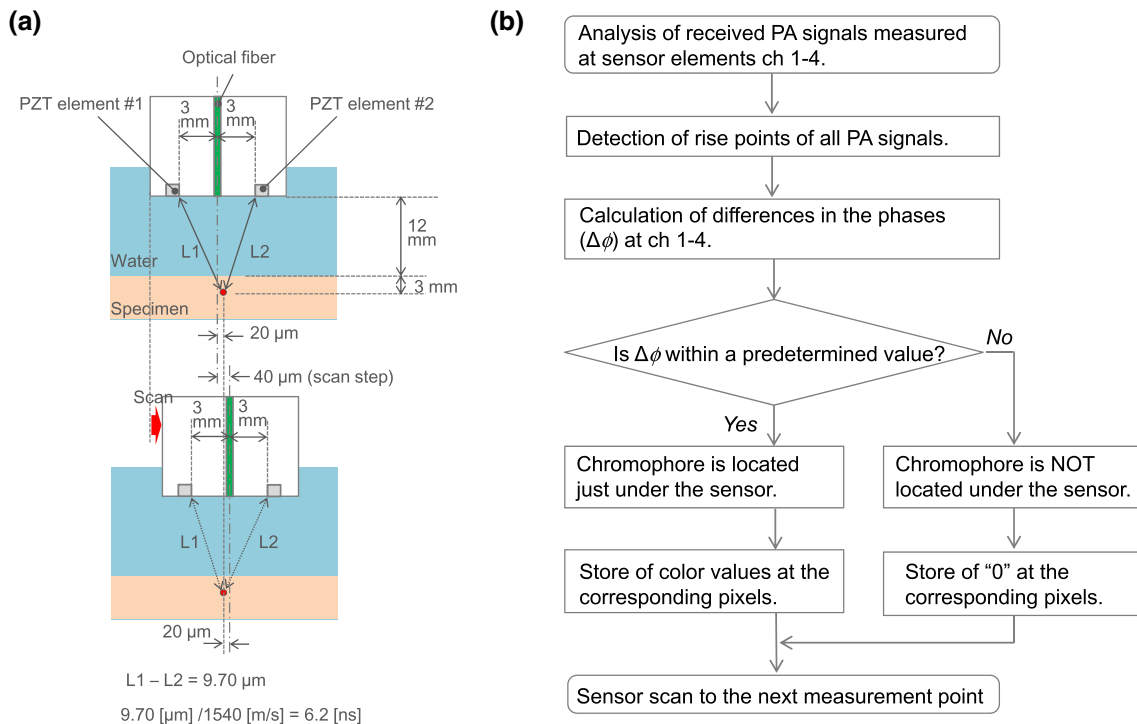 (a)
Optical fiber
PZT element #1
PZT element #2
3
mm
3
mm
L1
L2
12
mm
Water
3 mm
Specimen
20 µm
40 µm (scan step)
Scan
3
mm
3
mm
L1
L2
20 µm
L1 – L2 = 9.70 µm
9.70 [µm] /1540 [m/s] = 6.2 [ns]
(b)
Analysis of received PA signals measured
at sensor elements ch 1-4.
Detection of rise points of all PA signals.
Calculation of differences in the phases
(Δϕ) at ch 1-4.
Is Δϕ within a predetermined value?
No
Yes
Chromophore is located
just under the sensor.
Chromophore is NOT
located under the sensor.
Store of color values at the
corresponding pixels.
Store of “0” at the
corresponding pixels.
Sensor scan to the next measurement point